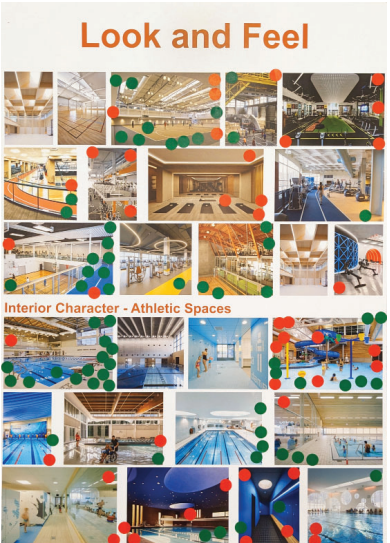 Look and Feel
Interior Character - Athletic Spaces